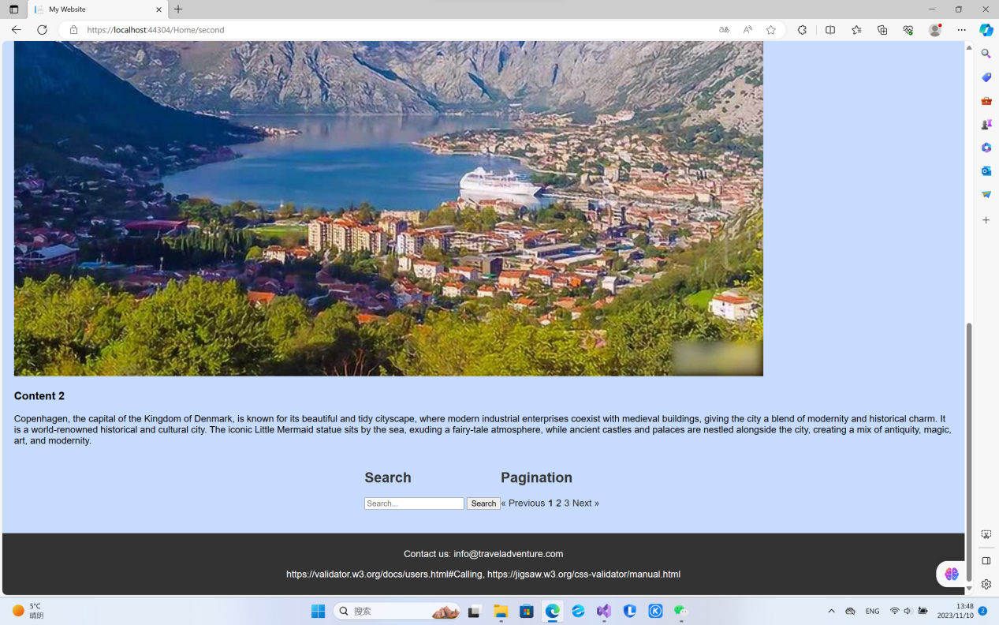 My Website
https://localhost:44304/Home/second
Content 2
Copenhagen, the capital of the Kingdom of Denmark, is known for its beautiful and tidy cityscape, where modern industrial enterprises coexist with medieval buildings, giving the city a blend of modernity and historical charm. It
is a world-renowned historical and cultural city. The iconic Little Mermaid statue sits by the sea, exuding a fairy-tale atmosphere, while ancient castles and palaces are nestled alongside the city, creating a mix of antiquity, magic,
art, and modernity.
Search Pagination
Search... Search « Previous 1 2 3 Next »
Contact us: info@traveladventure.com
https://validator.w3.org/docs/users.html#Calling, https://jigsaw.w3.org/css-validator/manual.html
5°C
晴朗
搜索
ENG
13:48
2023/11/10
2